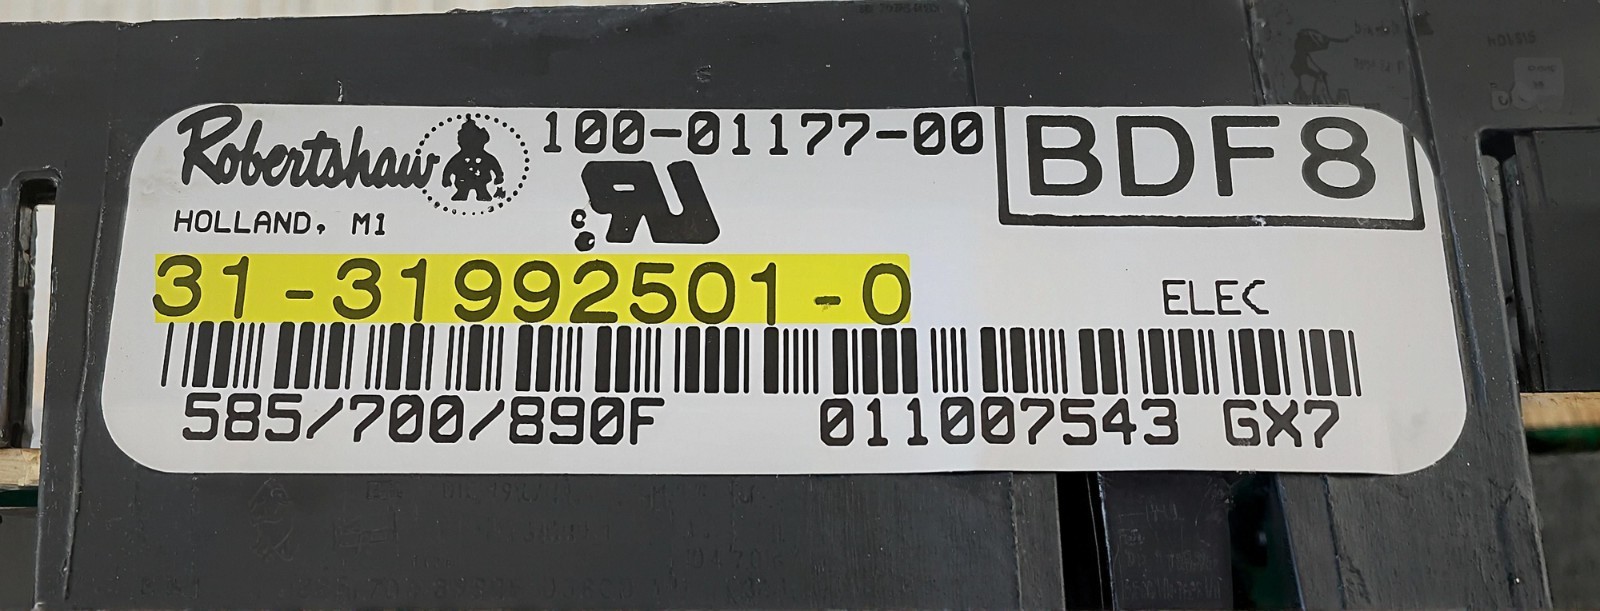 Robertshaw 100-01177-00 BDF8
HOLLAND, MI
31-31992501-0
ELEC
585/700/890F 011007543 GX7